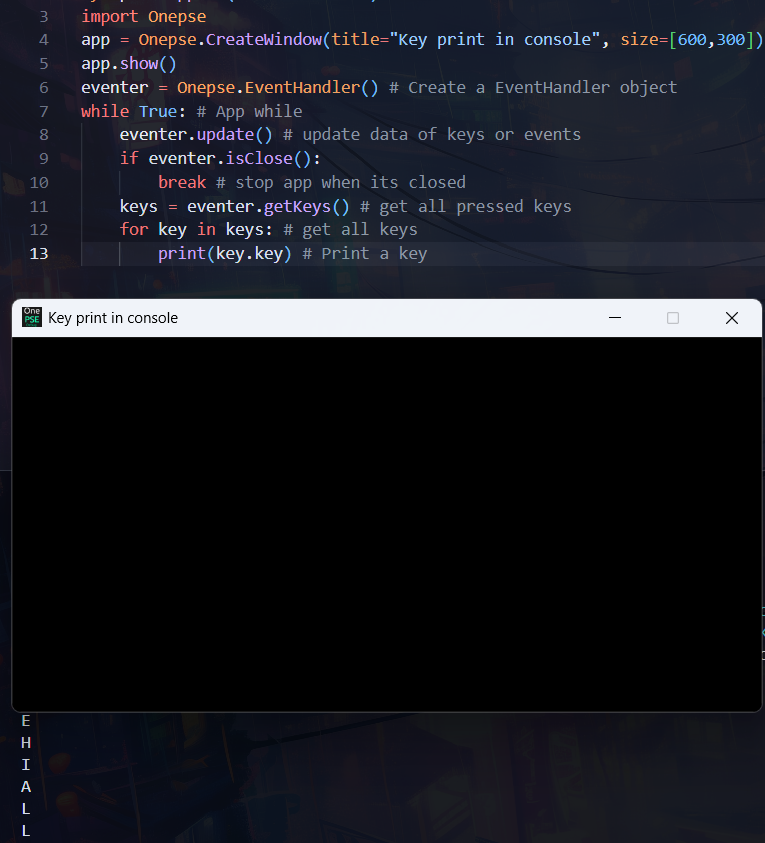 3 import Onepse
4 app = Onepse.CreateWindow(title="Key print in console", size=[600,300])
5 app.show()
6 eventer = Onepse.EventHandler() # Create a EventHandler object
7 while True: # App while
8 eventer.update() # update data of keys or events
9 if eventer.isClose():
10 break # stop app when its closed
11 keys = eventer.getKeys() # get all pressed keys
12 for key in keys: # get all keys
13 print(key.key) # Print a key
One
PSE
Key print in console
E
H
I
A
L
L